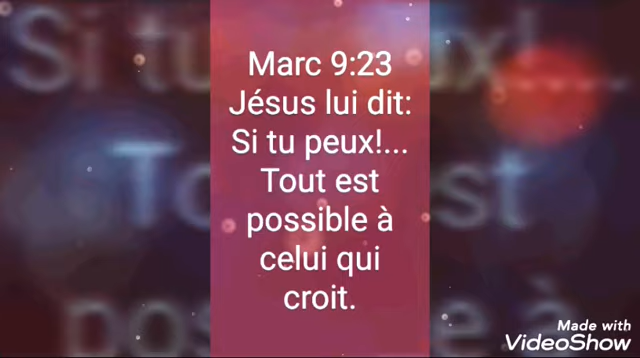 Marc 9:23
Jésus lui dit:
Si tu peux!...
Tout est
possible à
celui qui
croit.
Made with
VideoShow